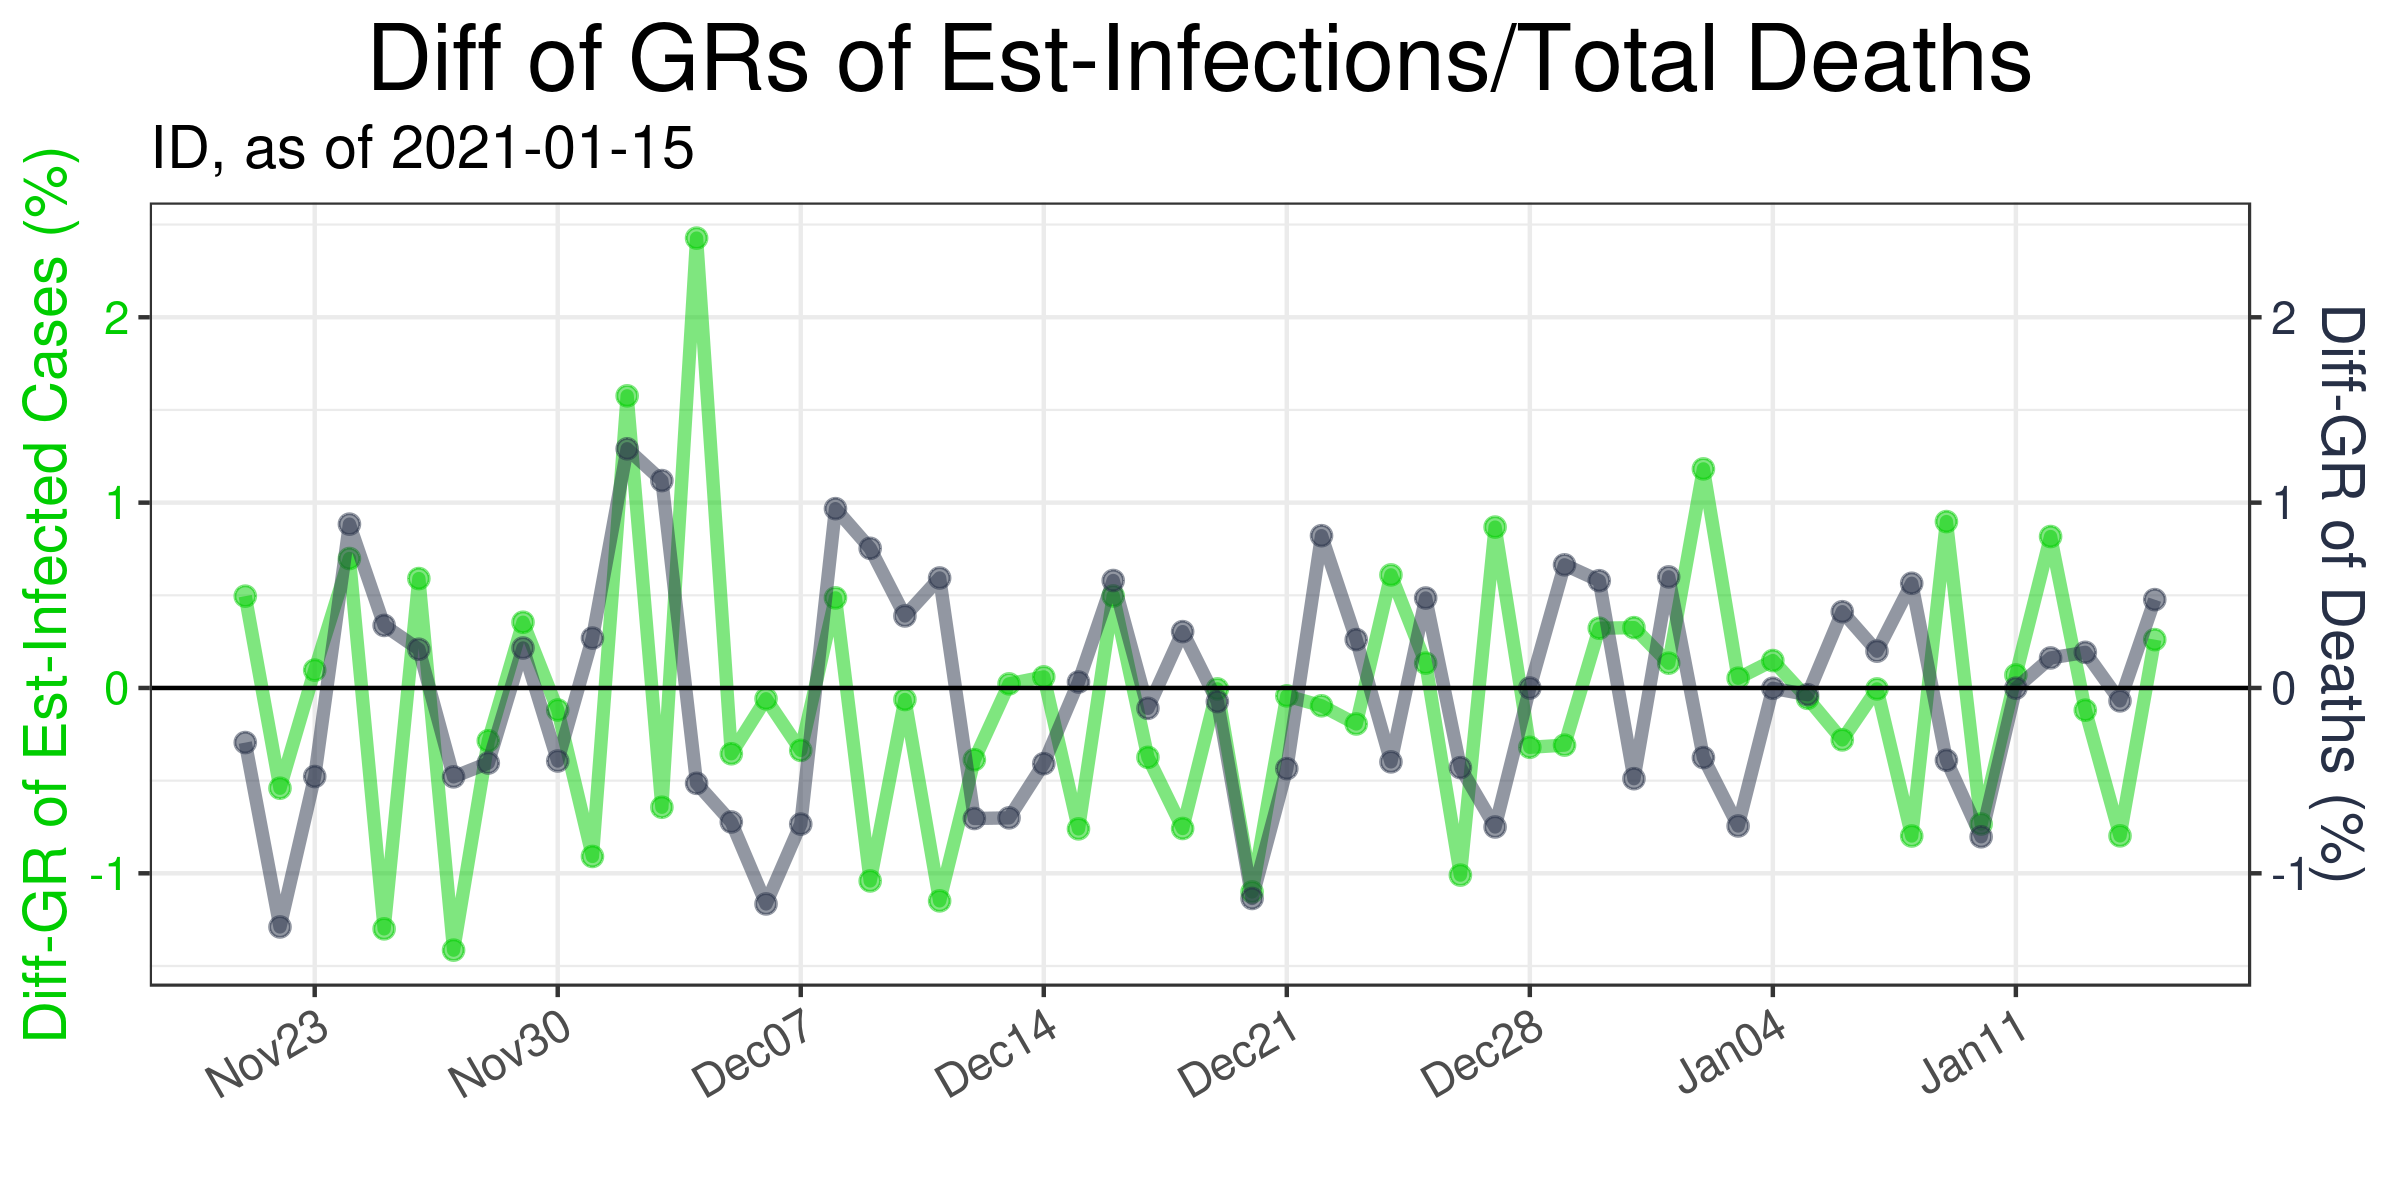 Diff of GRs of Est-Infections/Total Deaths
ID, as of 2021-01-15
Diff-GR of Est-Infected Cases (%)
2
1
0
-1
2
1
0
-1
Diff-GR of Deaths (%)
Nov23
Nov30
Dec07
Dec14
Dec21
Dec28
Jan04
Jan11